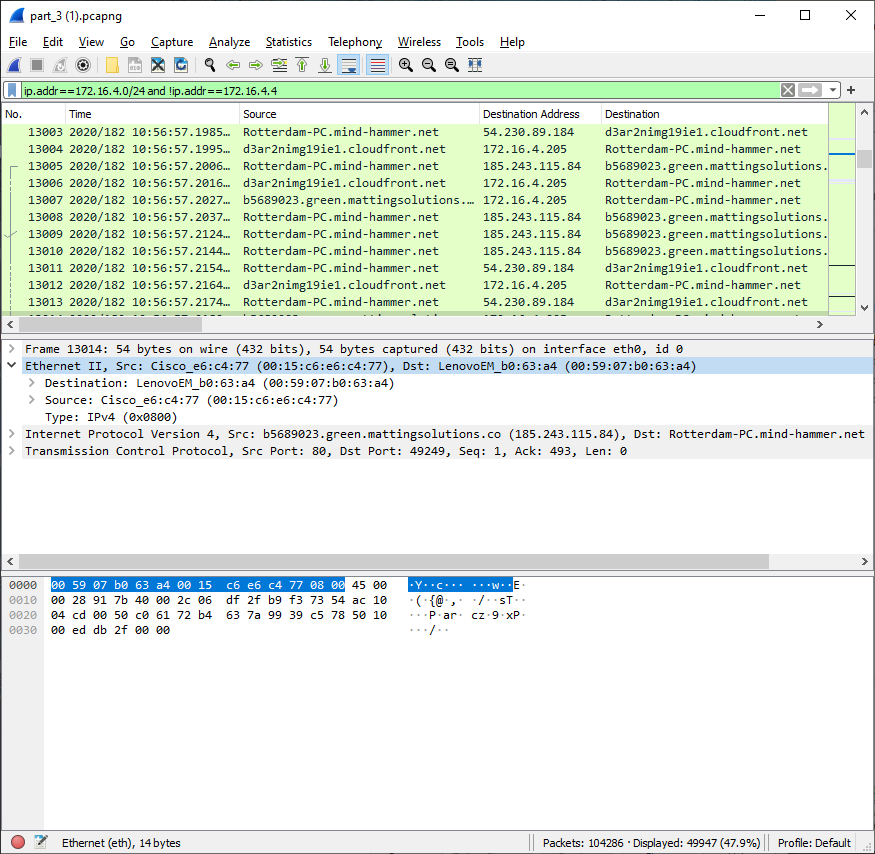 part_3 (1).pcapng
File Edit View Go Capture Analyze Statistics Telephony Wireless Tools Help
ip.addr==172.16.4.0/24 and !ip.addr==172.16.4.4
No. Time Source Destination Address Destination
13003 2020/182 10:56:57.1985… Rotterdam-PC.mind-hammer.net 54.230.89.184 d3ar2nimg19ie1.cloudfront.net
13004 2020/182 10:56:57.1995… d3ar2nimg19ie1.cloudfront.net 172.16.4.205 Rotterdam-PC.mind-hammer.net
13005 2020/182 10:56:57.2006… Rotterdam-PC.mind-hammer.net 185.243.115.84 b5689023.green.mattingsolutions.
13006 2020/182 10:56:57.2016… d3ar2nimg19ie1.cloudfront.net 172.16.4.205 Rotterdam-PC.mind-hammer.net
13007 2020/182 10:56:57.2027… b5689023.green.mattingsolutions.… 172.16.4.205 Rotterdam-PC.mind-hammer.net
13008 2020/182 10:56:57.2037… Rotterdam-PC.mind-hammer.net 185.243.115.84 b5689023.green.mattingsolutions.
13009 2020/182 10:56:57.2124… Rotterdam-PC.mind-hammer.net 185.243.115.84 b5689023.green.mattingsolutions.
13010 2020/182 10:56:57.2144… Rotterdam-PC.mind-hammer.net 185.243.115.84 b5689023.green.mattingsolutions.
13011 2020/182 10:56:57.2154… Rotterdam-PC.mind-hammer.net 54.230.89.184 d3ar2nimg19ie1.cloudfront.net
13012 2020/182 10:56:57.2164… d3ar2nimg19ie1.cloudfront.net 172.16.4.205 Rotterdam-PC.mind-hammer.net
13013 2020/182 10:56:57.2174… Rotterdam-PC.mind-hammer.net 54.230.89.184 d3ar2nimg19ie1.cloudfront.net
Frame 13014: 54 bytes on wire (432 bits), 54 bytes captured (432 bits) on interface eth0, id 0
Ethernet II, Src: Cisco_e6:c4:77 (00:15:c6:e6:c4:77), Dst: LenovoEM_b0:63:a4 (00:59:07:b0:63:a4)
Destination: LenovoEM_b0:63:a4 (00:59:07:b0:63:a4)
Source: Cisco_e6:c4:77 (00:15:c6:e6:c4:77)
Type: IPv4 (0x0800)
Internet Protocol Version 4, Src: b5689023.green.mattingsolutions.co (185.243.115.84), Dst: Rotterdam-PC.mind-hammer.net
Transmission Control Protocol, Src Port: 80, Dst Port: 49249, Seq: 1, Ack: 493, Len: 0
0000 00 59 07 b0 63 a4 00 15 c6 e6 c4 77 08 00 45 00 ·Y··c··· ···w··E·
0010 00 28 91 7b 40 00 2c 06 df 2f b9 f3 73 54 ac 10 ·(·{@·,· ·/··sT··
0020 04 cd 00 50 c0 61 72 b4 63 7a 99 39 c5 78 50 10 ···P·ar· cz·9·xP·
0030 00 ed db 2f 00 00 ···/··
Ethernet (eth), 14 bytes Packets: 104286 · Displayed: 49947 (47.9%) Profile: Default